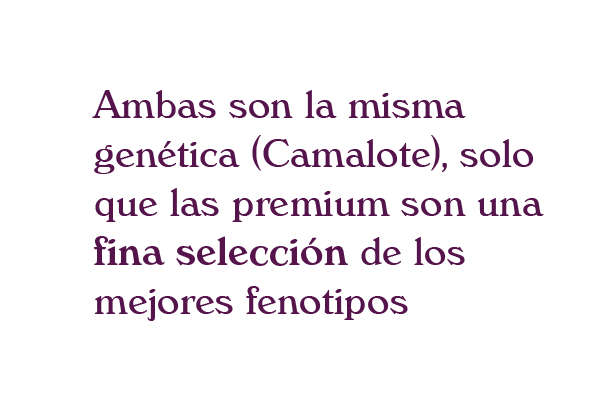 Ambas son la misma
genética (Camalote), solo
que las premium son una
fina selección de los
mejores fenotipos